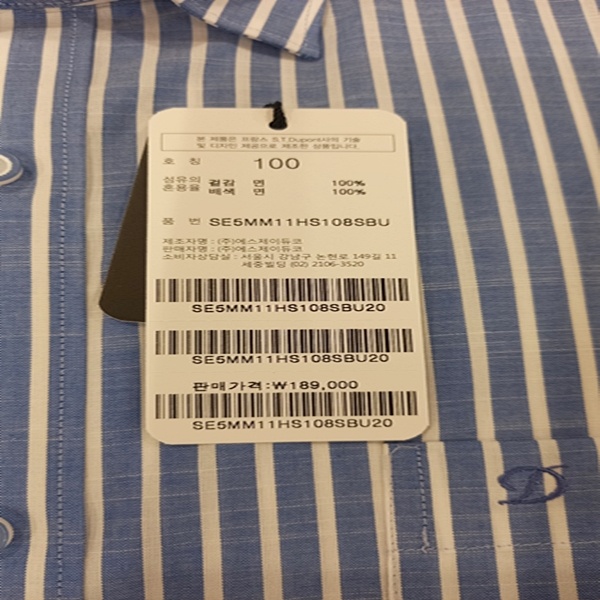 본 제품은 프랑스 S.T.Dupont사의 기술
및 디자인 제공으로 제조한 상품입니다.
호 칭 100
섬유의 겉감 면 100%
혼용율 배색 면 100%
품 번 SE5MM11HS108SBU
제조자명 : (주)에스제이듀코
판매자명 : (주)에스제이듀코
소비자상담실 : 서울시 강남구 논현로 149길 11
세중빌딩 (02) 2106-3520
SE5MM11HS108SBU20
SE5MM11HS108SBU20
판매가격:₩189,000
SE5MM11HS108SBU20
D